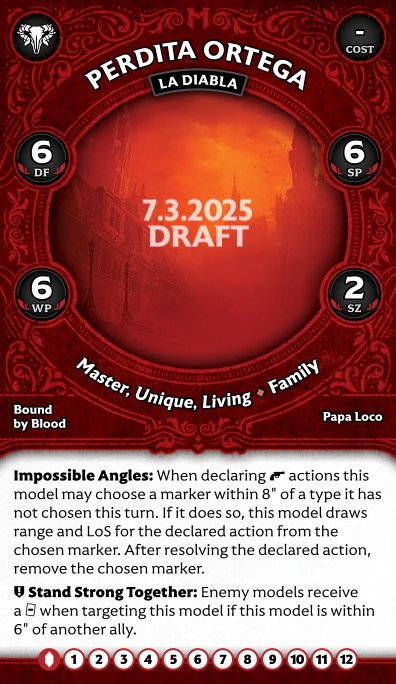 -
COST
PERDITA ORTEGA
LA DIABLA
6
DF
6
SP
7.3.2025
DRAFT
6
WP
2
SZ
Master, Unique, Living ♦ Family
Bound
by Blood
Papa Loco
Impossible Angles: When declaring actions this
model may choose a marker within 8" of a type it has
not chosen this turn. If it does so, this model draws
range and LoS for the declared action from the
chosen marker. After resolving the declared action,
remove the chosen marker.
Stand Strong Together: Enemy models receive
a when targeting this model if this model is within
6" of another ally.
1 2 3 4 5 6 7 8 9 10 11 12